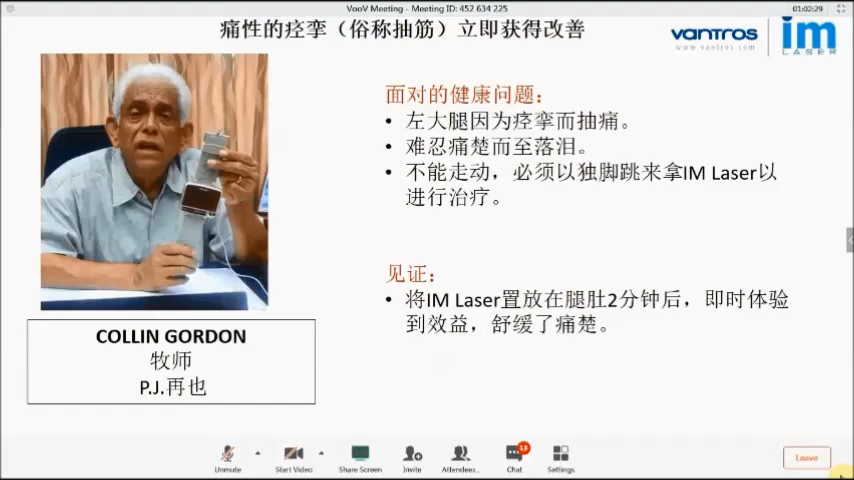 VooV Meeting - Meeting ID: 452 634 225
01:02:29
痛性的痉挛（俗称抽筋）立即获得改善
vantros
www.vantros.com
im
LASER
面对的健康问题：
• 左大腿因为痉挛而抽痛。
• 难忍痛楚而至落泪。
• 不能走动，必须以独脚跳来拿IM Laser以
进行治疗。
见证：
• 将IM Laser置放在腿肚2分钟后，即时体验
到效益，舒缓了痛楚。
COLLIN GORDON
牧师
P.J.再也
Unmute
Start Video
Share Screen
Invite
Attendees...
13
Chat
Settings
Leave